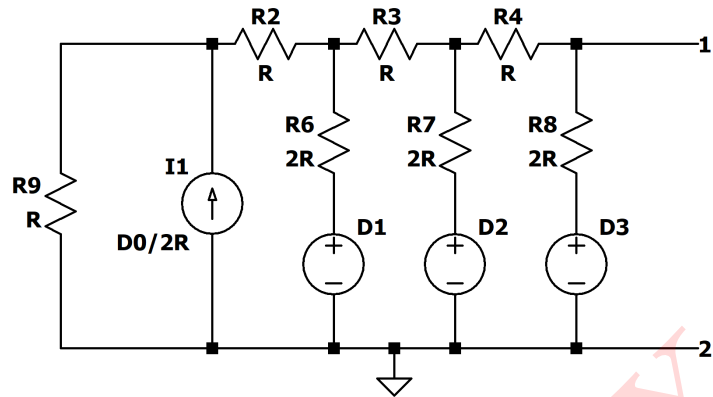 R2 R3 R4
1
R R R
R6 R7 R8
2R 2R 2R
I1
R9
R
D0/2R
D1 D2 D3
2